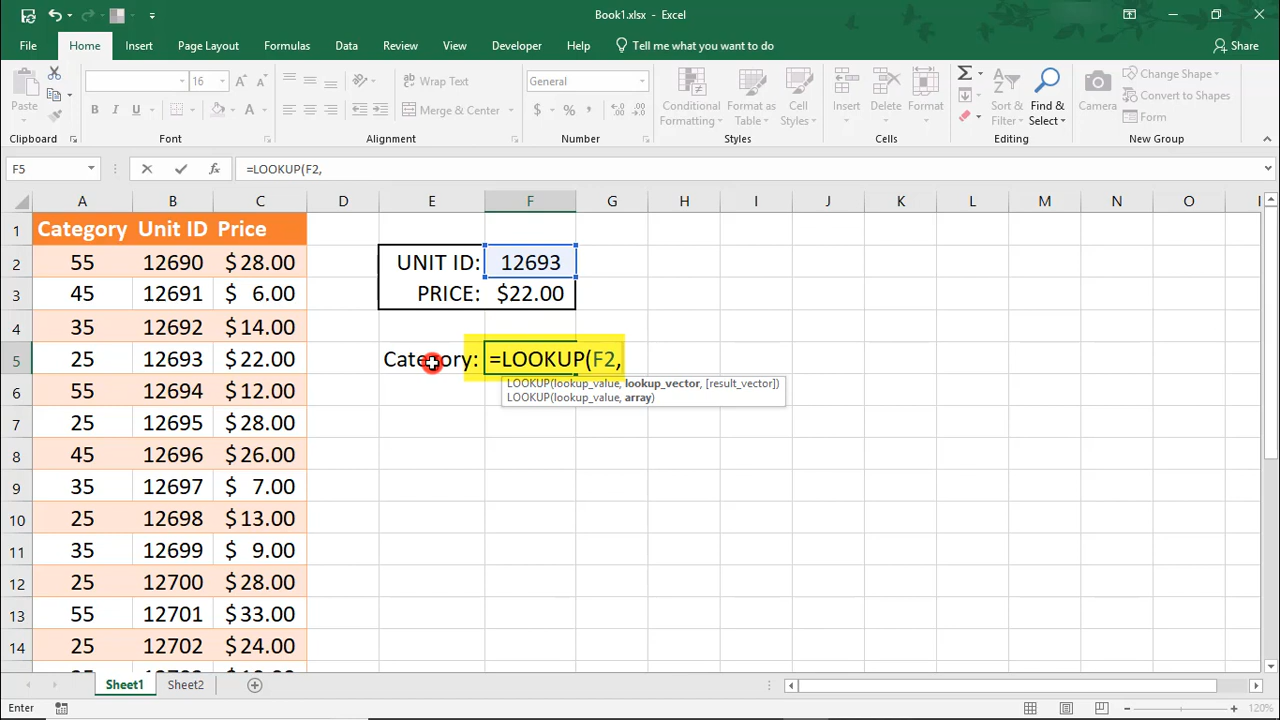 Book1.xlsx - Excel
File Home Insert Page Layout Formulas Data Review View Developer Help Tell me what you want to do Share
Paste
16
B I U
A A
Wrap Text
Merge & Center
General
$ % ,
Conditional Formatting
Format as Table
Cell Styles
Insert
Delete
Format
Sort & Filter
Find & Select
Camera
Change Shape
Convert to Shapes
Form
Clipboard Font Alignment Number Styles Cells Editing New Group
F5 fx =LOOKUP(F2,
A B C D E F G H I J K L M N O
1 Category Unit ID Price
2 55 12690 $28.00 UNIT ID: 12693
3 45 12691 $ 6.00 PRICE: $22.00
4 35 12692 $14.00
5 25 12693 $22.00 Category: =LOOKUP(F2,
LOOKUP(lookup_value, lookup_vector, [result_vector])
LOOKUP(lookup_value, array)
6 55 12694 $12.00
7 25 12695 $28.00
8 45 12696 $26.00
9 35 12697 $ 7.00
10 25 12698 $13.00
11 35 12699 $ 9.00
12 25 12700 $28.00
13 55 12701 $33.00
14 25 12702 $24.00
Sheet1 Sheet2
Enter 120%